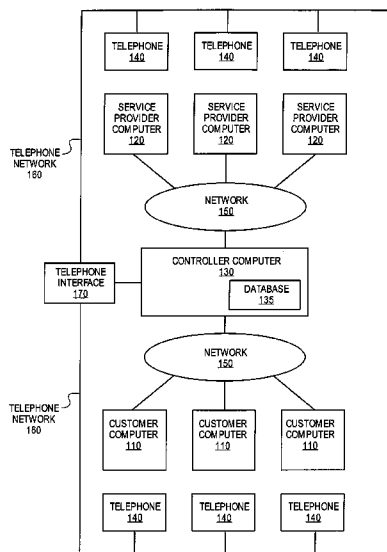 TELEPHONE
140
TELEPHONE
140
TELEPHONE
140
SERVICE
PROVIDER
COMPUTER
120
SERVICE
PROVIDER
COMPUTER
120
SERVICE
PROVIDER
COMPUTER
120
TELEPHONE
NETWORK
160
NETWORK
150
CONTROLLER COMPUTER
130
DATABASE
135
TELEPHONE
INTERFACE
170
NETWORK
150
TELEPHONE
NETWORK
160
CUSTOMER
COMPUTER
110
CUSTOMER
COMPUTER
110
CUSTOMER
COMPUTER
110
TELEPHONE
140
TELEPHONE
140
TELEPHONE
140